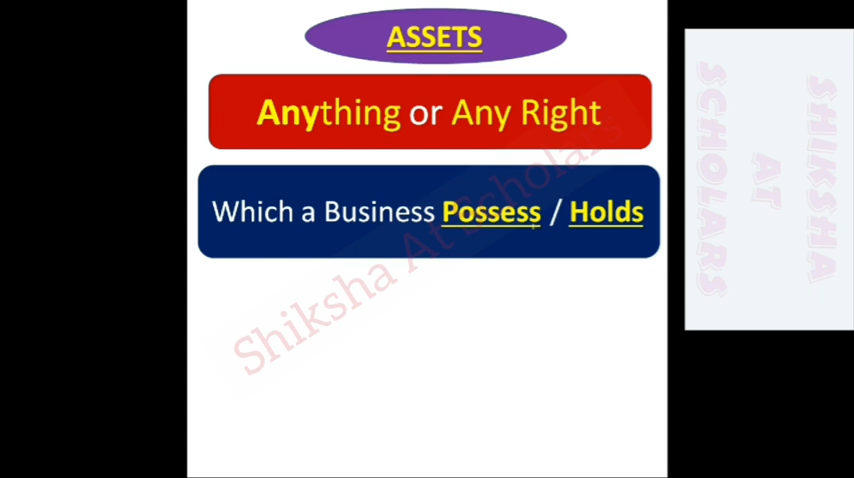 ASSETS
Anything or Any Right
Which a Business Possess / Holds
Shiksha At Scholars
SHIKSHA
AT
SCHOLARS